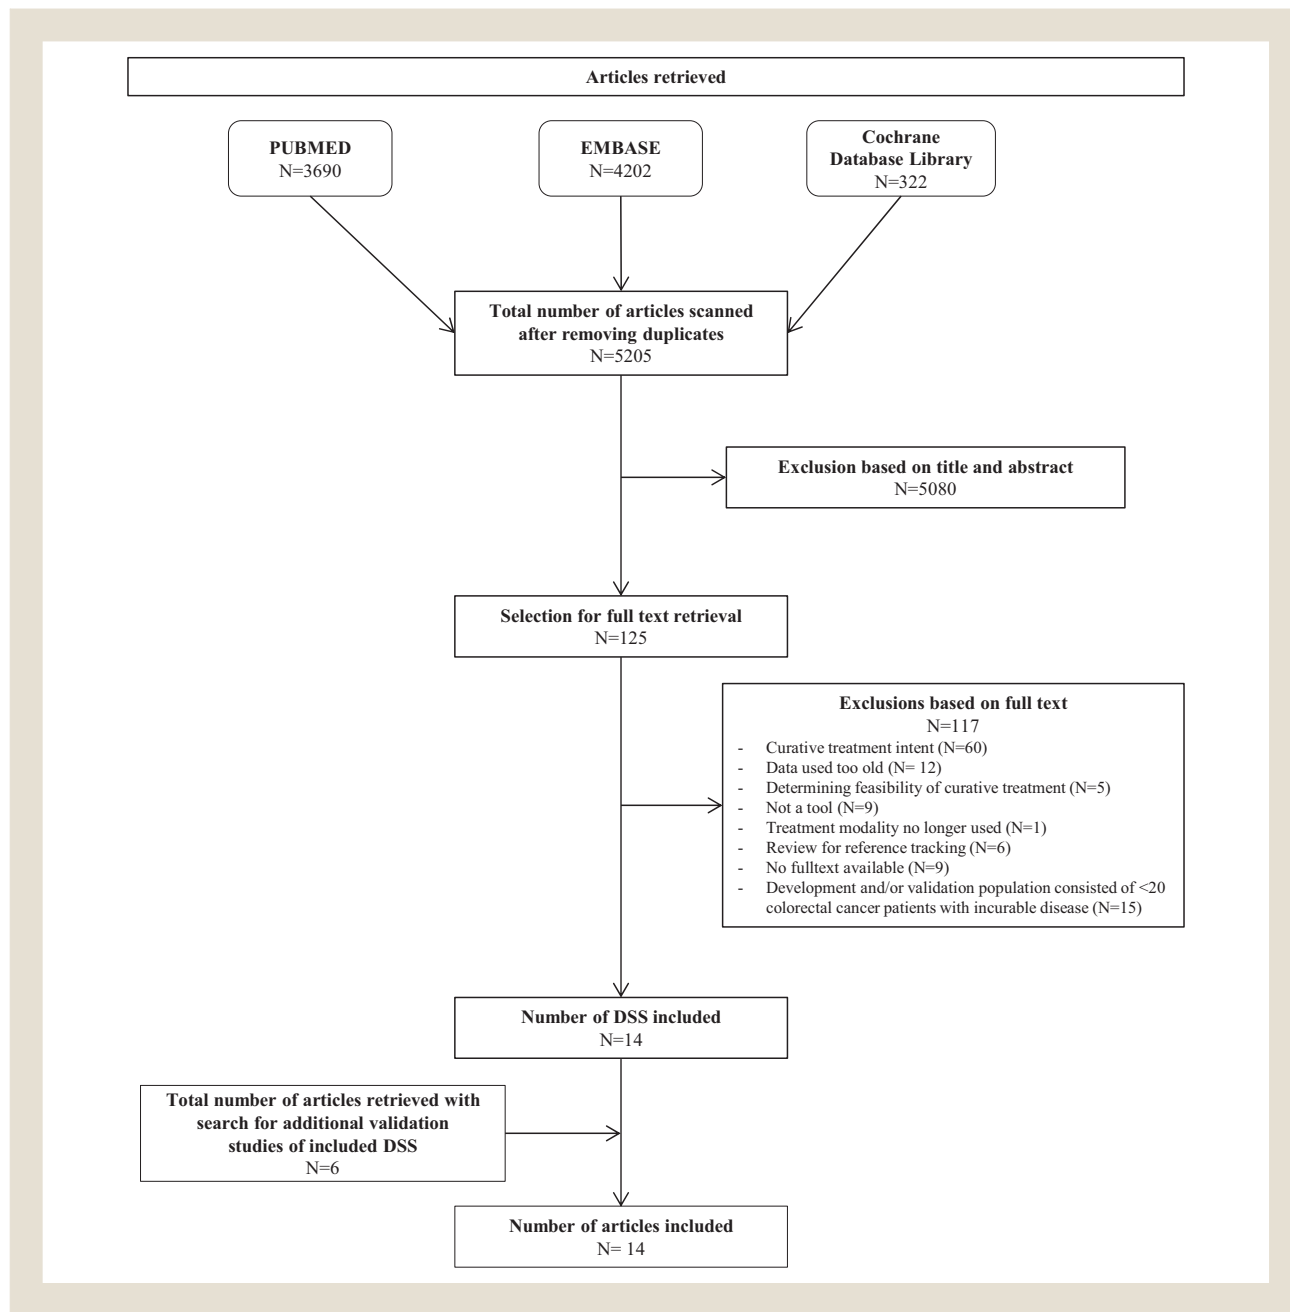 Articles retrieved
PUBMED
N=3690
EMBASE
N=4202
Cochrane
Database Library
N=322
Total number of articles scanned
after removing duplicates
N=5205
Exclusion based on title and abstract
N=5080
Selection for full text retrieval
N=125
Exclusions based on full text
N=117
- Curative treatment intent (N=60)
- Data used too old (N= 12)
- Determining feasibility of curative treatment (N=5)
- Not a tool (N=9)
- Treatment modality no longer used (N=1)
- Review for reference tracking (N=6)
- No fulltext available (N=9)
- Development and/or validation population consisted of <20
colorectal cancer patients with incurable disease (N=15)
Number of DSS included
N=14
Total number of articles retrieved with
search for additional validation
studies of included DSS
N=6
Number of articles included
N= 14